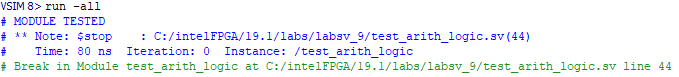 VSIM 8> run -all
# MODULE TESTED
# ** Note: $stop    : C:/intelFPGA/19.1/labs/labsv_9/test_arith_logic.sv(44)
#    Time: 80 ns  Iteration: 0  Instance: /test_arith_logic
# Break in Module test_arith_logic at C:/intelFPGA/19.1/labs/labsv_9/test_arith_logic.sv line 44